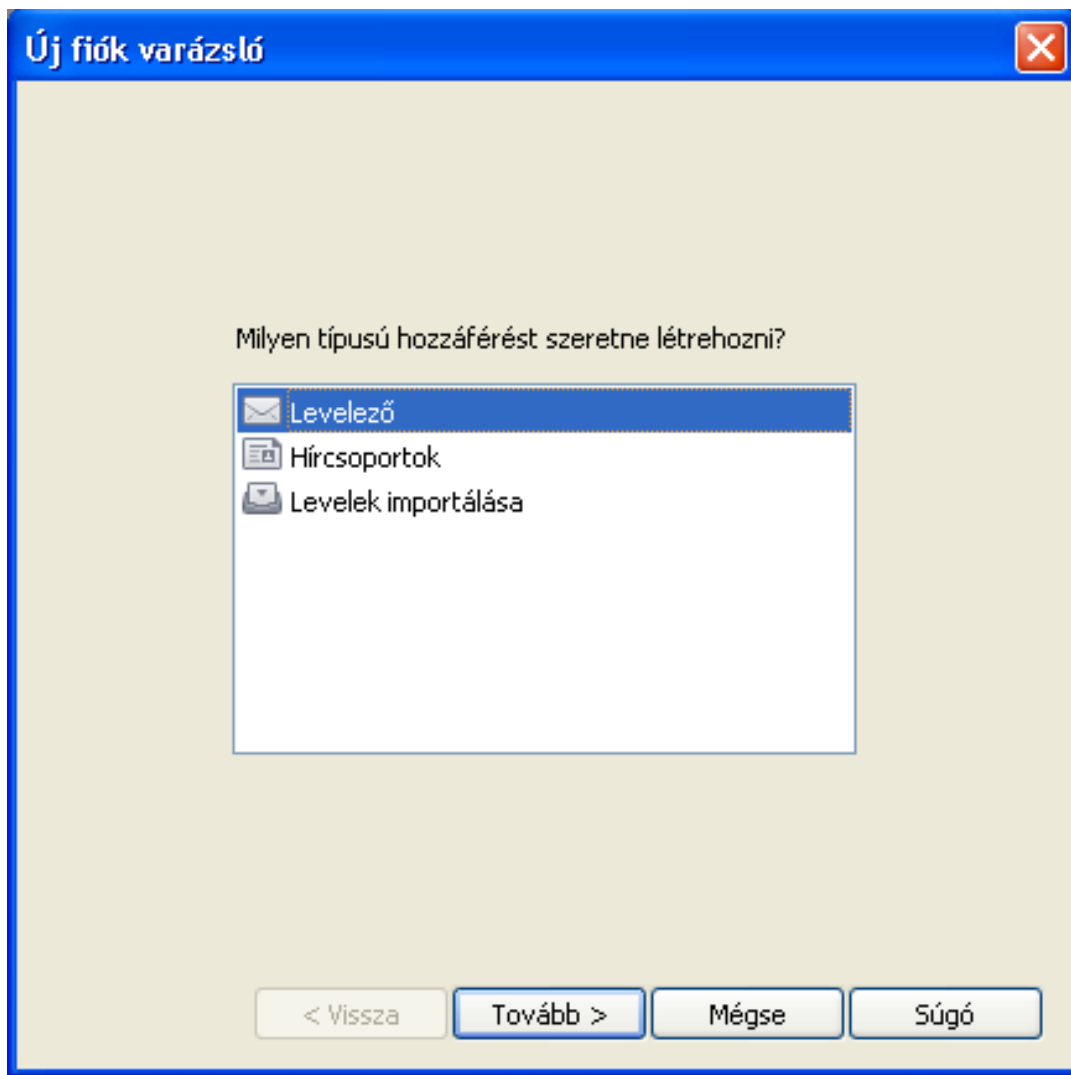 Új fiók varázsló
Milyen típusú hozzáférést szeretne létrehozni?
Levelező
Hírcsoportok
Levelek importálása
< Vissza
Tovább >
Mégse
Súgó